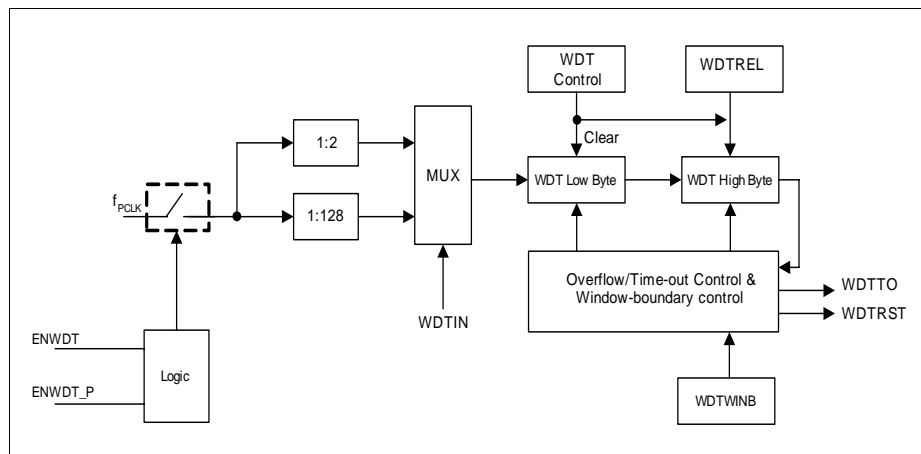 WDT
Control
WDTREL
Clear
1:2
MUX
WDT Low Byte
WDT High Byte
f PCLK
1:128
Overflow/Time-out Control &
Window-boundary control
WDTTO
WDTRST
WDTIN
ENWDT
Logic
ENWDT_P
WDTWINB